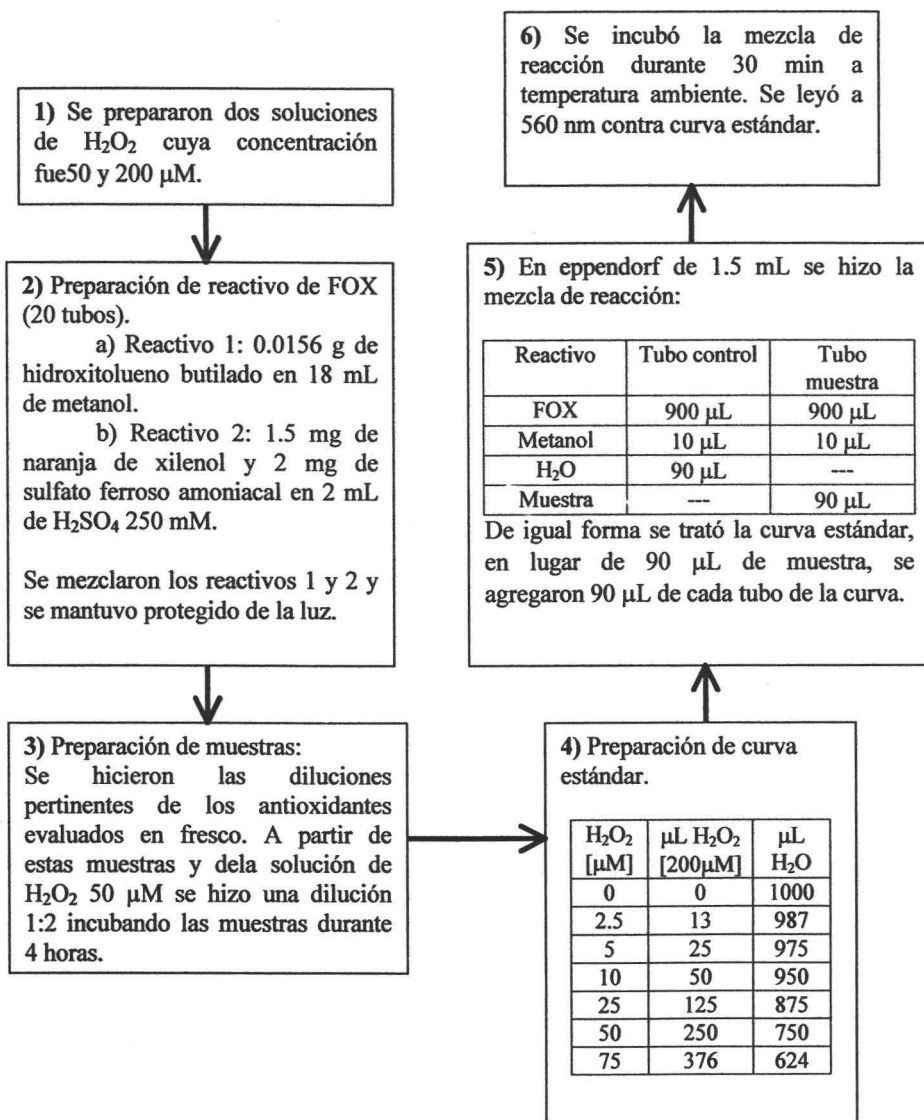 1) Se prepararon dos soluciones
de H₂O₂ cuya concentración
fue50 y 200 µM.
2) Preparación de reactivo de FOX
(20 tubos).
a) Reactivo 1: 0.0156 g de
hidroxitolueno butilado en 18 mL
de metanol.
b) Reactivo 2: 1.5 mg de
naranja de xilenol y 2 mg de
sulfato ferroso amoniacal en 2 mL
de H₂SO₄ 250 mM.
Se mezclaron los reactivos 1 y 2 y
se mantuvo protegido de la luz.
3) Preparación de muestras:
Se hicieron las diluciones
pertinentes de los antioxidantes
evaluados en fresco. A partir de
estas muestras y dela solución de
H₂O₂ 50 µM se hizo una dilución
1:2 incubando las muestras durante
4 horas.
4) Preparación de curva
estándar.
H₂O₂ µL H₂O₂ µL
[µM] [200µM] H₂O
0 0 1000
2.5 13 987
5 25 975
10 50 950
25 125 875
50 250 750
75 376 624
5) En eppendorf de 1.5 mL se hizo la
mezcla de reacción:
Reactivo Tubo control Tubo
muestra
FOX 900 µL 900 µL
Metanol 10 µL 10 µL
H₂O 90 µL ---
Muestra --- 90 µL
De igual forma se trató la curva estándar,
en lugar de 90 µL de muestra, se
agregaron 90 µL de cada tubo de la curva.
6) Se incubó la mezcla de
reacción durante 30 min a
temperatura ambiente. Se leyó a
560 nm contra curva estándar.